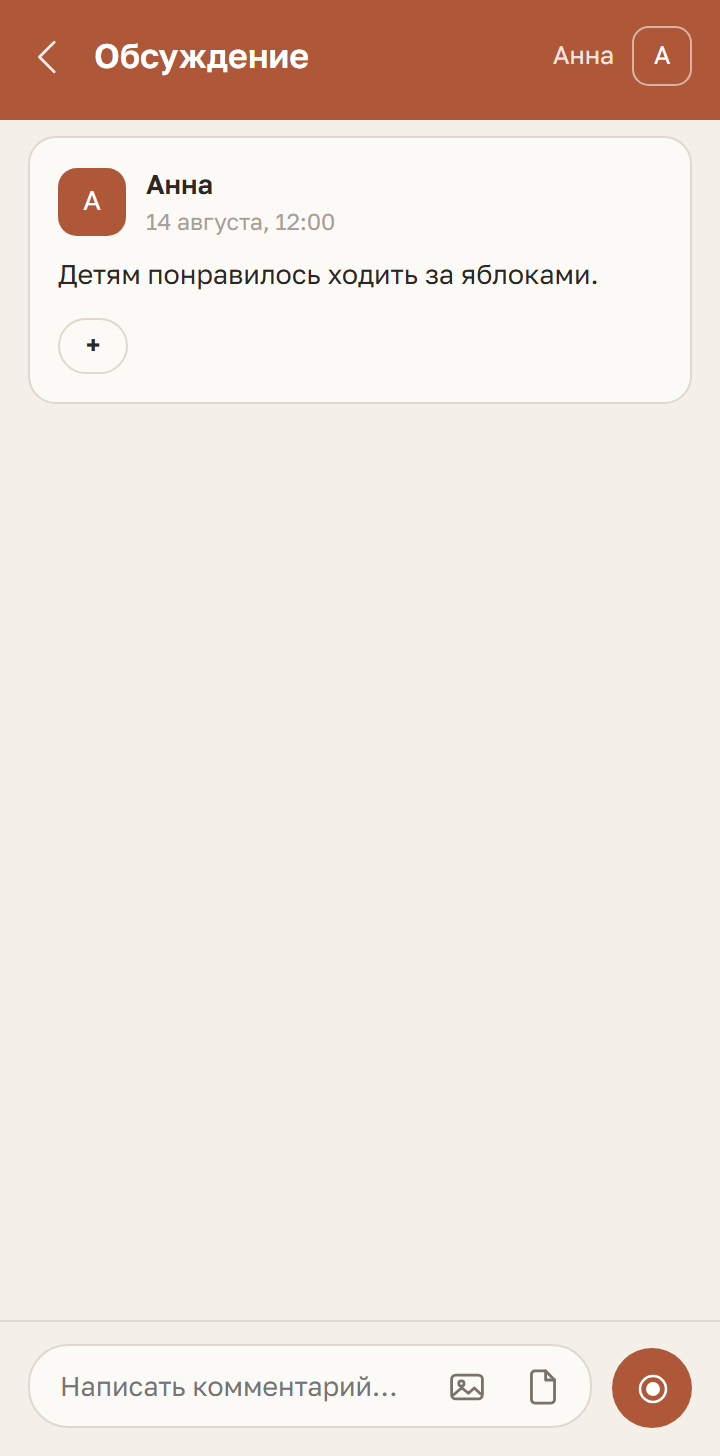 Обсуждение
Анна
А
А
Анна
14 августа, 12:00
Детям понравилось ходить за яблоками.
+
Написать комментарий...